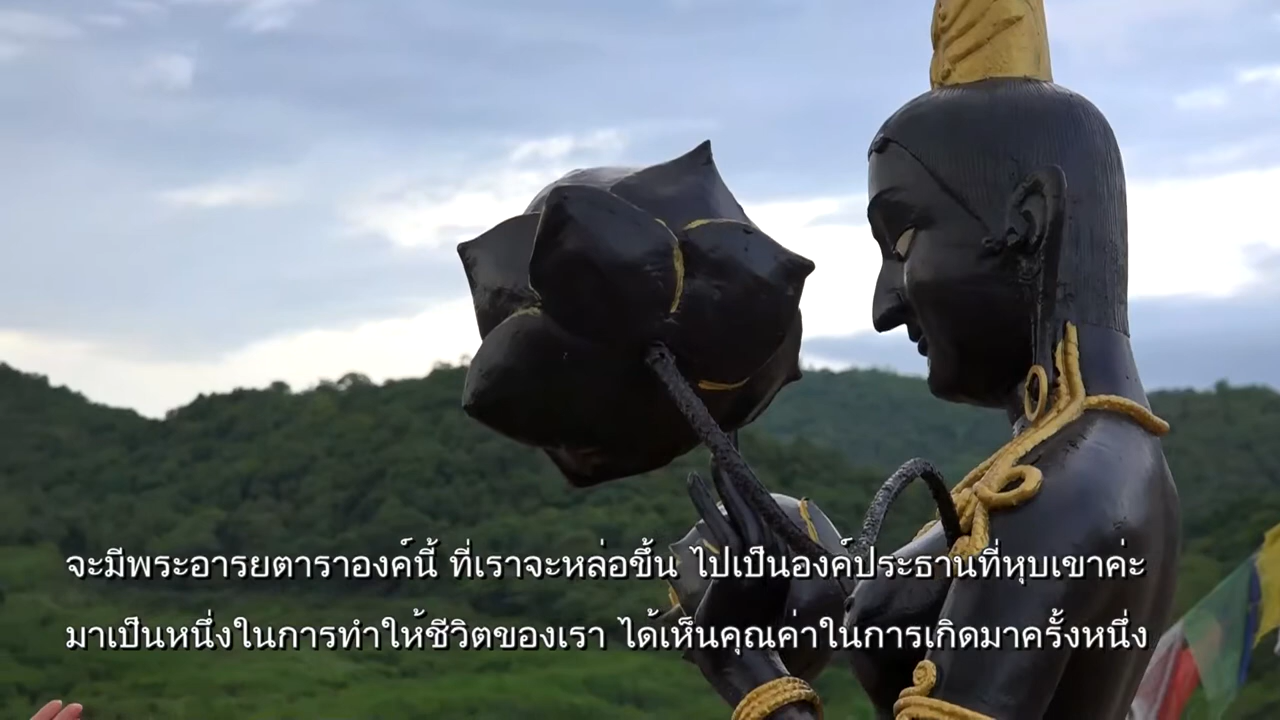 จะมีพระอารยตาราองค์นี้ ที่เราจะหล่อขึ้น ไปเป็นองค์ประธานที่หุบเขาค่ะ
มาเป็นหนึ่งในการทำให้ชีวิตของเรา ได้เห็นคุณค่าในการเกิดมาครั้งหนึ่ง